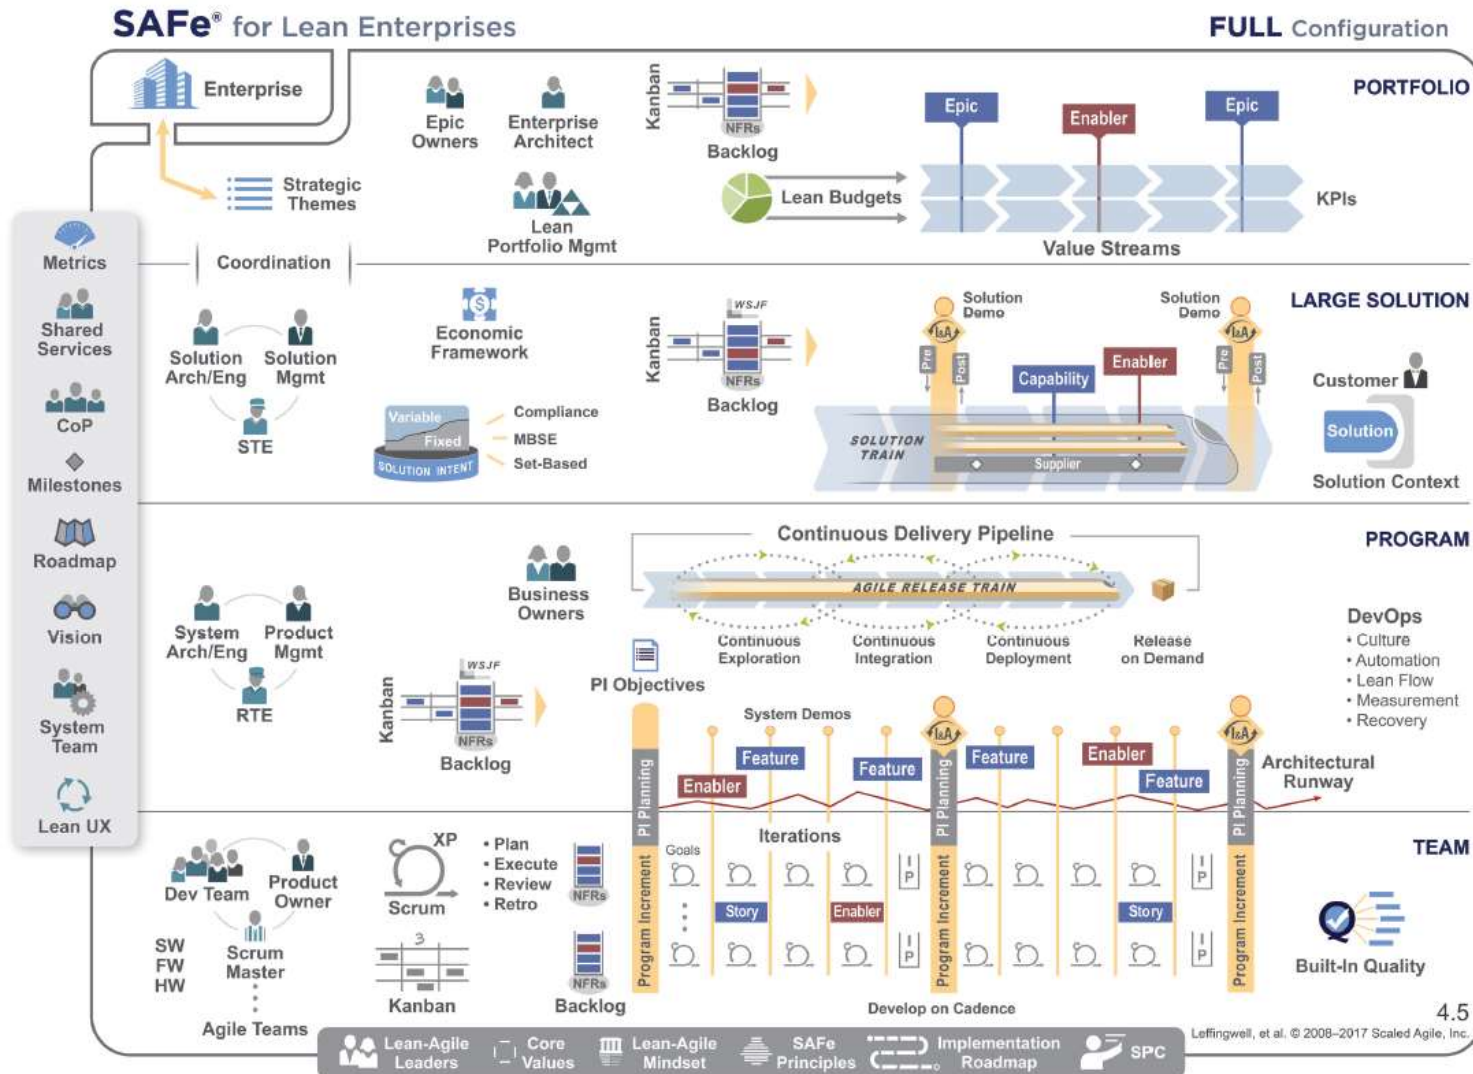 SAFe® for Lean Enterprises
FULL Configuration
Enterprise
Strategic
Themes
Epic
Owners
Enterprise
Architect
Lean
Portfolio Mgmt
Kanban
NFRs
Backlog
Lean Budgets
Epic
Enabler
Epic
KPIs
Value Streams
PORTFOLIO
Metrics
Shared
Services
CoP
Milestones
Roadmap
Vision
System
Team
Lean UX
Coordination
Solution
Arch/Eng
Solution
Mgmt
STE
Economic
Framework
Variable
Fixed
SOLUTION INTENT
Compliance
MBSE
Set-Based
Kanban
WSJF
NFRs
Backlog
Solution
Demo
I&A
Pre
Post
Capability
Enabler
Solution
Demo
I&A
Pre
Post
SOLUTION
TRAIN
Supplier
LARGE SOLUTION
Customer
Solution
Solution Context
PROGRAM
System
Arch/Eng
Product
Mgmt
RTE
Business
Owners
Continuous Delivery Pipeline
AGILE RELEASE TRAIN
Continuous
Exploration
Continuous
Integration
Continuous
Deployment
Release
on Demand
DevOps
• Culture
• Automation
• Lean Flow
• Measurement
• Recovery
Kanban
WSJF
NFRs
Backlog
PI Objectives
System Demos
PI Planning
Enabler
Feature
Feature
I&A
PI Planning
Feature
Enabler
Feature
I&A
PI Planning
Architectural
Runway
TEAM
Dev Team
Product
Owner
Scrum
Master
SW
FW
HW
Agile Teams
XP
Scrum
• Plan
• Execute
• Review
• Retro
3
Kanban
NFRs
NFRs
Backlog
Program Increment
Goals
Iterations
Story
Enabler
I
P
I
P
Program Increment
Story
I
P
I
P
Program Increment
Develop on Cadence
Built-In Quality
4.5
Leffingwell, et al. © 2008–2017 Scaled Agile, Inc.
Lean-Agile
Leaders
Core
Values
Lean-Agile
Mindset
SAFe
Principles
Implementation
Roadmap
SPC